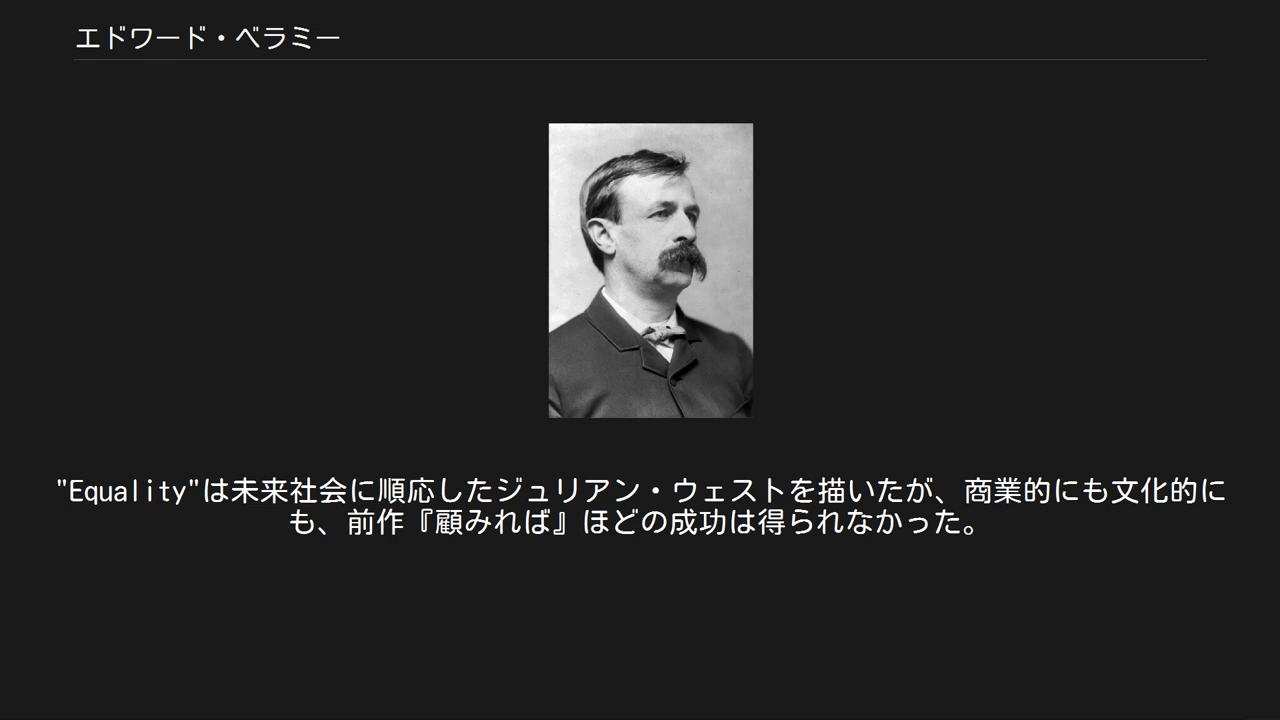 エドワード・ベラミー
"Equality"は未来社会に順応したジュリアン・ウェストを描いたが、商業的にも文化的に
も、前作『顧みれば』ほどの成功は得られなかった。